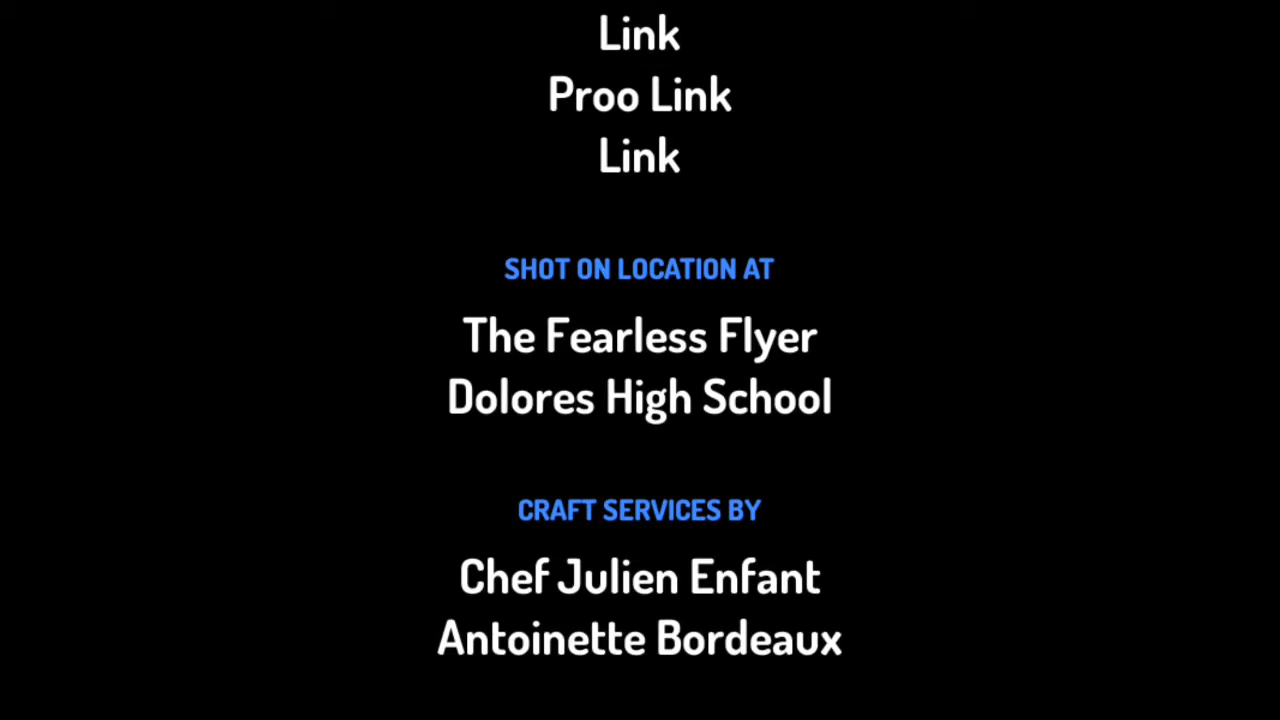 Link
Proo Link
Link
SHOT ON LOCATION AT
The Fearless Flyer
Dolores High School
CRAFT SERVICES BY
Chef Julien Enfant
Antoinette Bordeaux